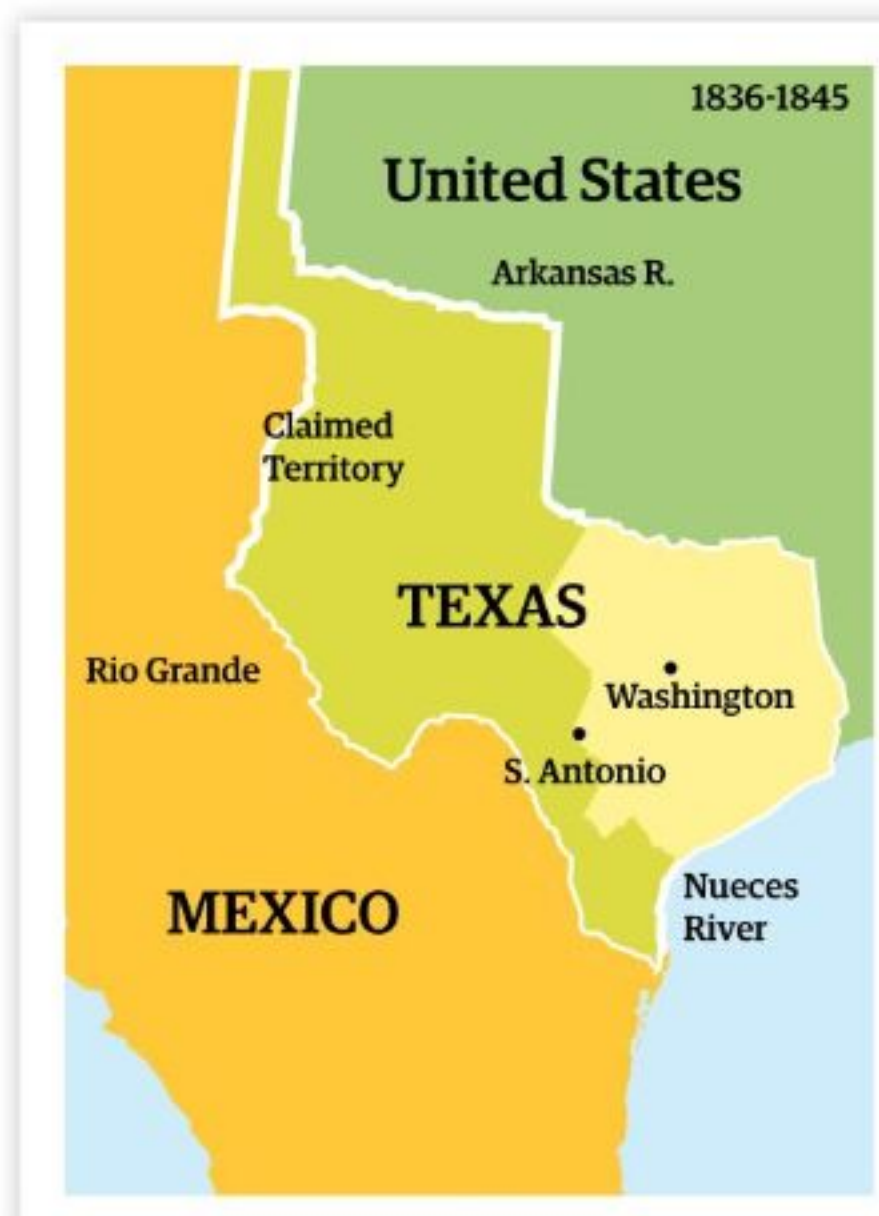 1836-1845
United States
Arkansas R.
Claimed
Territory
TEXAS
Rio Grande
Washington
S. Antonio
Nueces
River
MEXICO